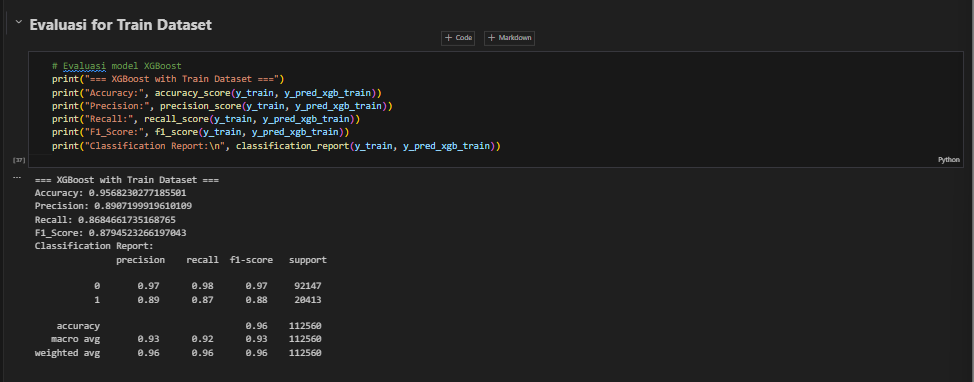 Evaluasi for Train Dataset
+ Code + Markdown
# Evaluasi model XGBoost
print("=== XGBoost with Train Dataset ===")
print("Accuracy:", accuracy_score(y_train, y_pred_xgb_train))
print("Precision:", precision_score(y_train, y_pred_xgb_train))
print("Recall:", recall_score(y_train, y_pred_xgb_train))
print("F1_Score:", f1_score(y_train, y_pred_xgb_train))
print("Classification Report:\n", classification_report(y_train, y_pred_xgb_train))
[37] Python
... === XGBoost with Train Dataset ===
Accuracy: 0.9568230277185501
Precision: 0.8907199919610109
Recall: 0.8684661735168765
F1_Score: 0.8794523266197043
Classification Report:
precision recall f1-score support
0 0.97 0.98 0.97 92147
1 0.89 0.87 0.88 20413
accuracy 0.96 112560
macro avg 0.93 0.92 0.93 112560
weighted avg 0.96 0.96 0.96 112560